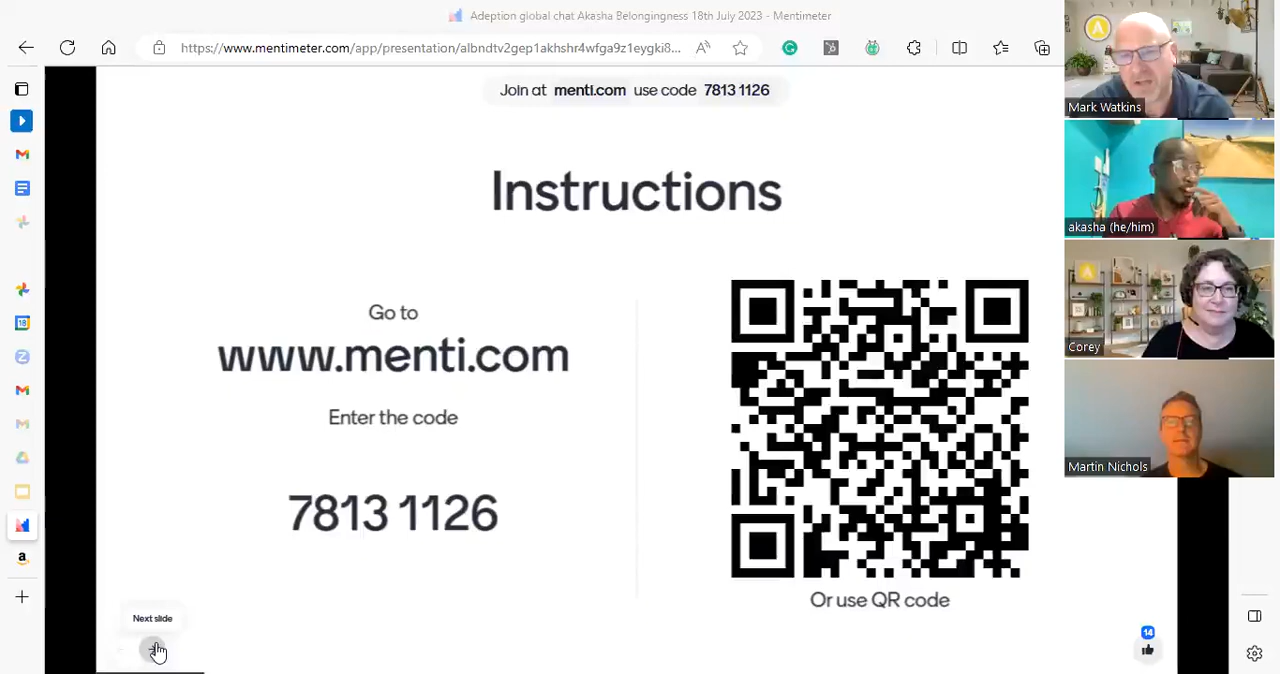 Adeption global chat Akasha Belongingness 18th July 2023 - Mentimeter
https://www.mentimeter.com/app/presentation/albndtv2gep1akhshr4wfga9z1eygki8...
Join at menti.com use code 7813 1126
Instructions
Go to
www.menti.com
Enter the code
7813 1126
Or use QR code
Next slide
14
Mark Watkins
akasha (he/him)
Corey
Martin Nichols